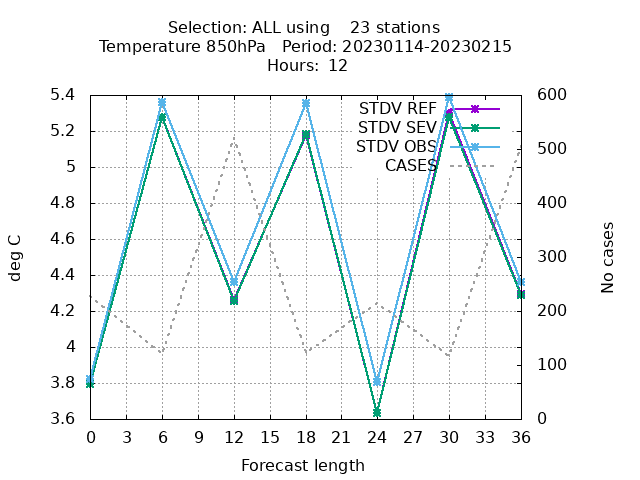 Selection: ALL using    23 stations
Temperature 850hPa   Period: 20230114-20230215
Hours: 12
STDV REF
STDV SEV
STDV OBS
CASES
5.4
5.2
5
4.8
4.6
4.4
4.2
4
3.8
3.6
600
500
400
300
200
100
0
deg C
No cases
0 3 6 9 12 15 18 21 24 27 30 33 36
Forecast length